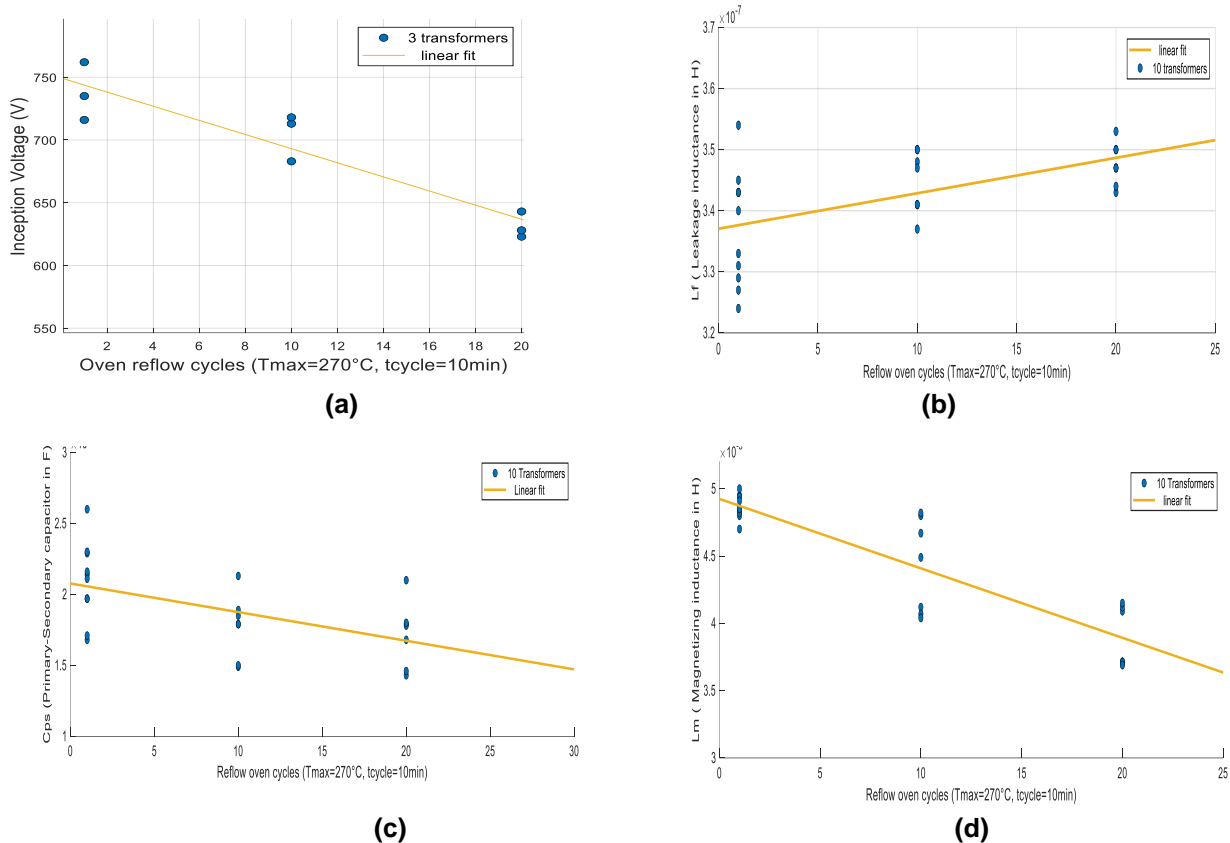 3 transformers
linear fit
750
700
650
600
550
Inception Voltage (V)
2 4 6 8 10 12 14 16 18 20
Oven reflow cycles (Tmax=270°C, tcycle=10min)
(a)
×10⁻⁷
linear fit
10 transformers
3.7
3.6
3.5
3.4
3.3
3.2
Lf ( Leakage inductance in H)
0 5 10 15 20 25
Reflow oven cycles (Tmax=270°C, tcycle=10min)
(b)
10 Transformers
Linear fit
3
2.5
2
1.5
1
Cps (Primary-Secondary capacitor in F)
0 5 10 15 20 25 30
Reflow oven cycles (Tmax=270°C, tcycle=10min)
(c)
10 Transformers
linear fit
5
4.5
4
3.5
3
Lm ( Magnetizing inductance in H)
0 5 10 15 20 25
Reflow oven cycles (Tmax=270°C, tcycle=10min)
(d)